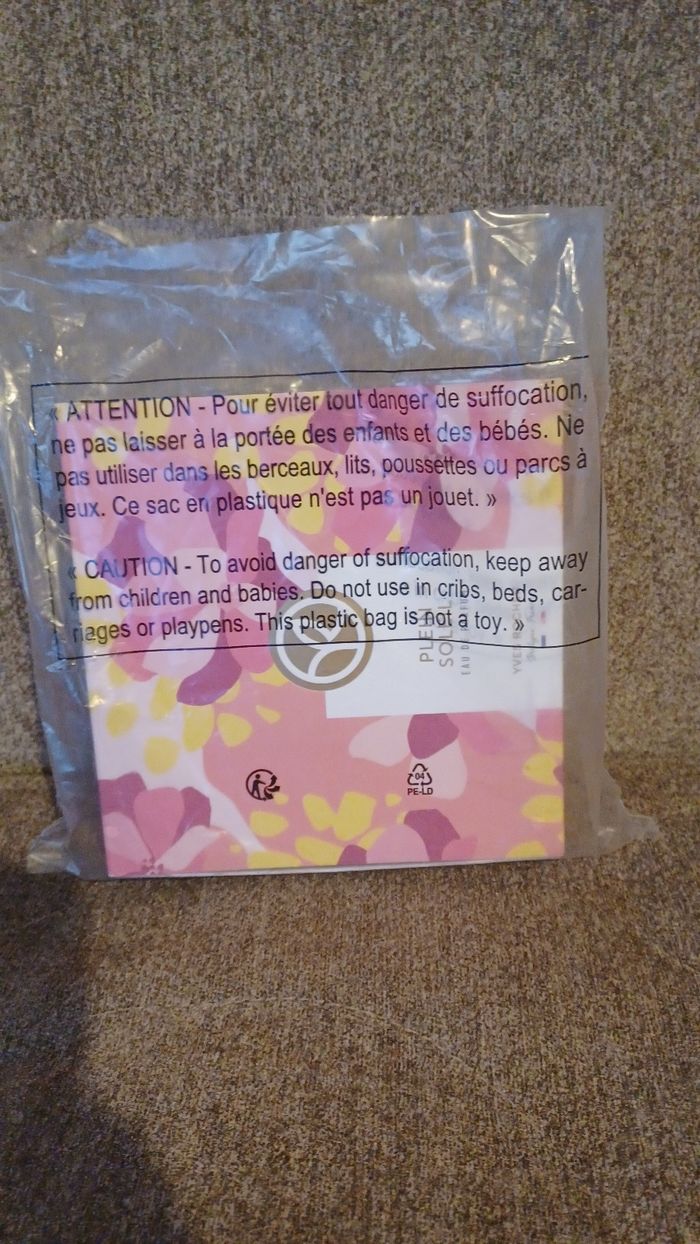 « ATTENTION - Pour éviter tout danger de suffocation,
ne pas laisser à la portée des enfants et des bébés. Ne
pas utiliser dans les berceaux, lits, poussettes ou parcs à
jeux. Ce sac en plastique n'est pas un jouet. »
« CAUTION - To avoid danger of suffocation, keep away
from children and babies. Do not use in cribs, beds, car-
riages or playpens. This plastic bag is not a toy. »
PLEIN
SOLEIL
EAU DE
YVES
04
PE-LD